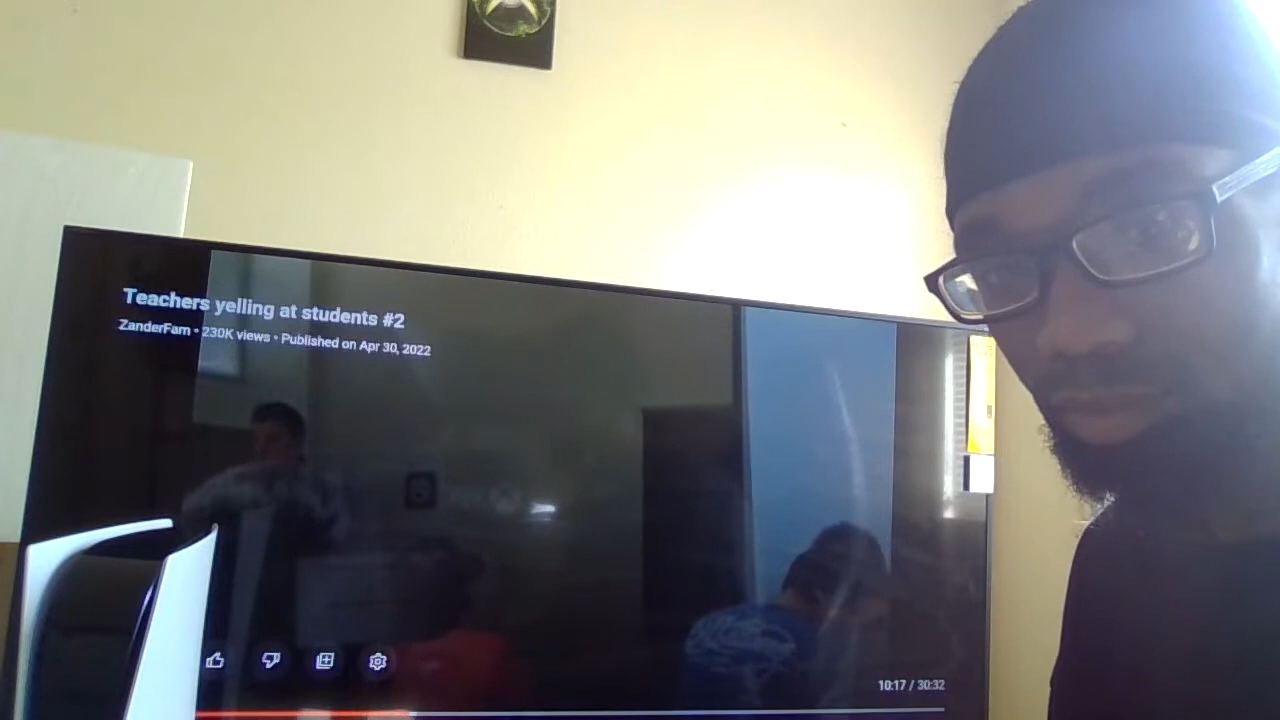 Teachers yelling at students #2
ZanderFam • 230K views • Published on Apr 30, 2022
10:17 / 30:32